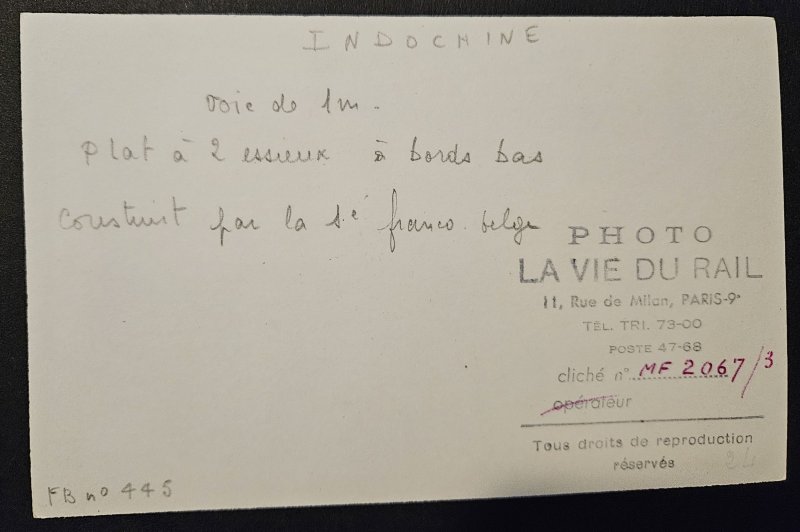 INDOCHINE
Voie de 1m.
Plat à 2 essieux à bords bas
Construit par la Sé franco-belge
PHOTO
LA VIE DU RAIL
11, Rue de Milan, PARIS-9e
TÉL. TRI. 73-00
POSTE 47-68
cliché n° MF 2067/3
opérateur
Tous droits de reproduction
réservés
24
FB no 445